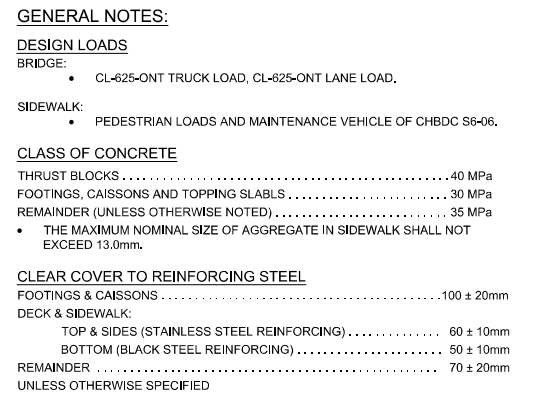 GENERAL NOTES:
DESIGN LOADS
BRIDGE:
• CL-625-ONT TRUCK LOAD, CL-625-ONT LANE LOAD.
SIDEWALK:
• PEDESTRIAN LOADS AND MAINTENANCE VEHICLE OF CHBDC S6-06.
CLASS OF CONCRETE
THRUST BLOCKS . . . . . . . . . . . . . . . . . . . . . . . . . . . . . . . . . . . . . . . . . . 40 MPa
FOOTINGS, CAISSONS AND TOPPING SLABLS . . . . . . . . . . . . . . . . . . . . . 30 MPa
REMAINDER (UNLESS OTHERWISE NOTED) . . . . . . . . . . . . . . . . . . . . . . 35 MPa
• THE MAXIMUM NOMINAL SIZE OF AGGREGATE IN SIDEWALK SHALL NOT
EXCEED 13.0mm.
CLEAR COVER TO REINFORCING STEEL
FOOTINGS & CAISSONS . . . . . . . . . . . . . . . . . . . . . . . . . . . . . . . . . . . .100 ± 20mm
DECK & SIDEWALK:
TOP & SIDES (STAINLESS STEEL REINFORCING) . . . . . . . . . . . . 60 ± 10mm
BOTTOM (BLACK STEEL REINFORCING) . . . . . . . . . . . . . . . . . . . 50 ± 10mm
REMAINDER . . . . . . . . . . . . . . . . . . . . . . . . . . . . . . . . . . . . . . . . . . . . 70 ± 20mm
UNLESS OTHERWISE SPECIFIED